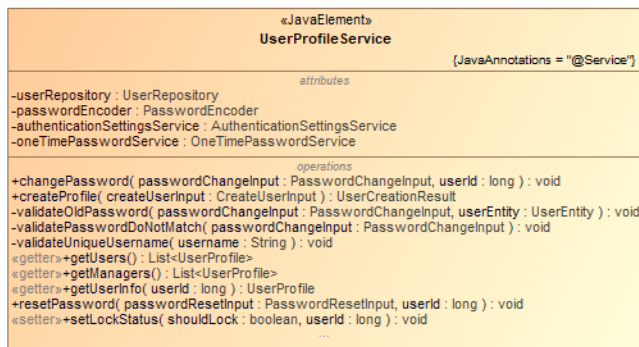 «JavaElement»
UserProfileService
{JavaAnnotations = "@Service"}
attributes
-userRepository : UserRepository
-passwordEncoder : PasswordEncoder
-authenticationSettingsService : AuthenticationSettingsService
-oneTimePasswordService : OneTimePasswordService
operations
+changePassword( passwordChangeInput : PasswordChangeInput, userId : long ) : void
+createProfile( createUserInput : CreateUserInput ) : UserCreationResult
-validateOldPassword( passwordChangeInput : PasswordChangeInput, userEntity : UserEntity ) : void
-validatePasswordDoNotMatch( passwordChangeInput : PasswordChangeInput ) : void
-validateUniqueUsername( username : String ) : void
«getter»+getUsers() : List<UserProfile>
«getter»+getManagers() : List<UserProfile>
«getter»+getUserInfo( userId : long ) : UserProfile
+resetPassword( passwordResetInput : PasswordResetInput, userId : long ) : void
«setter»+setLockStatus( shouldLock : boolean, userId : long ) : void
...